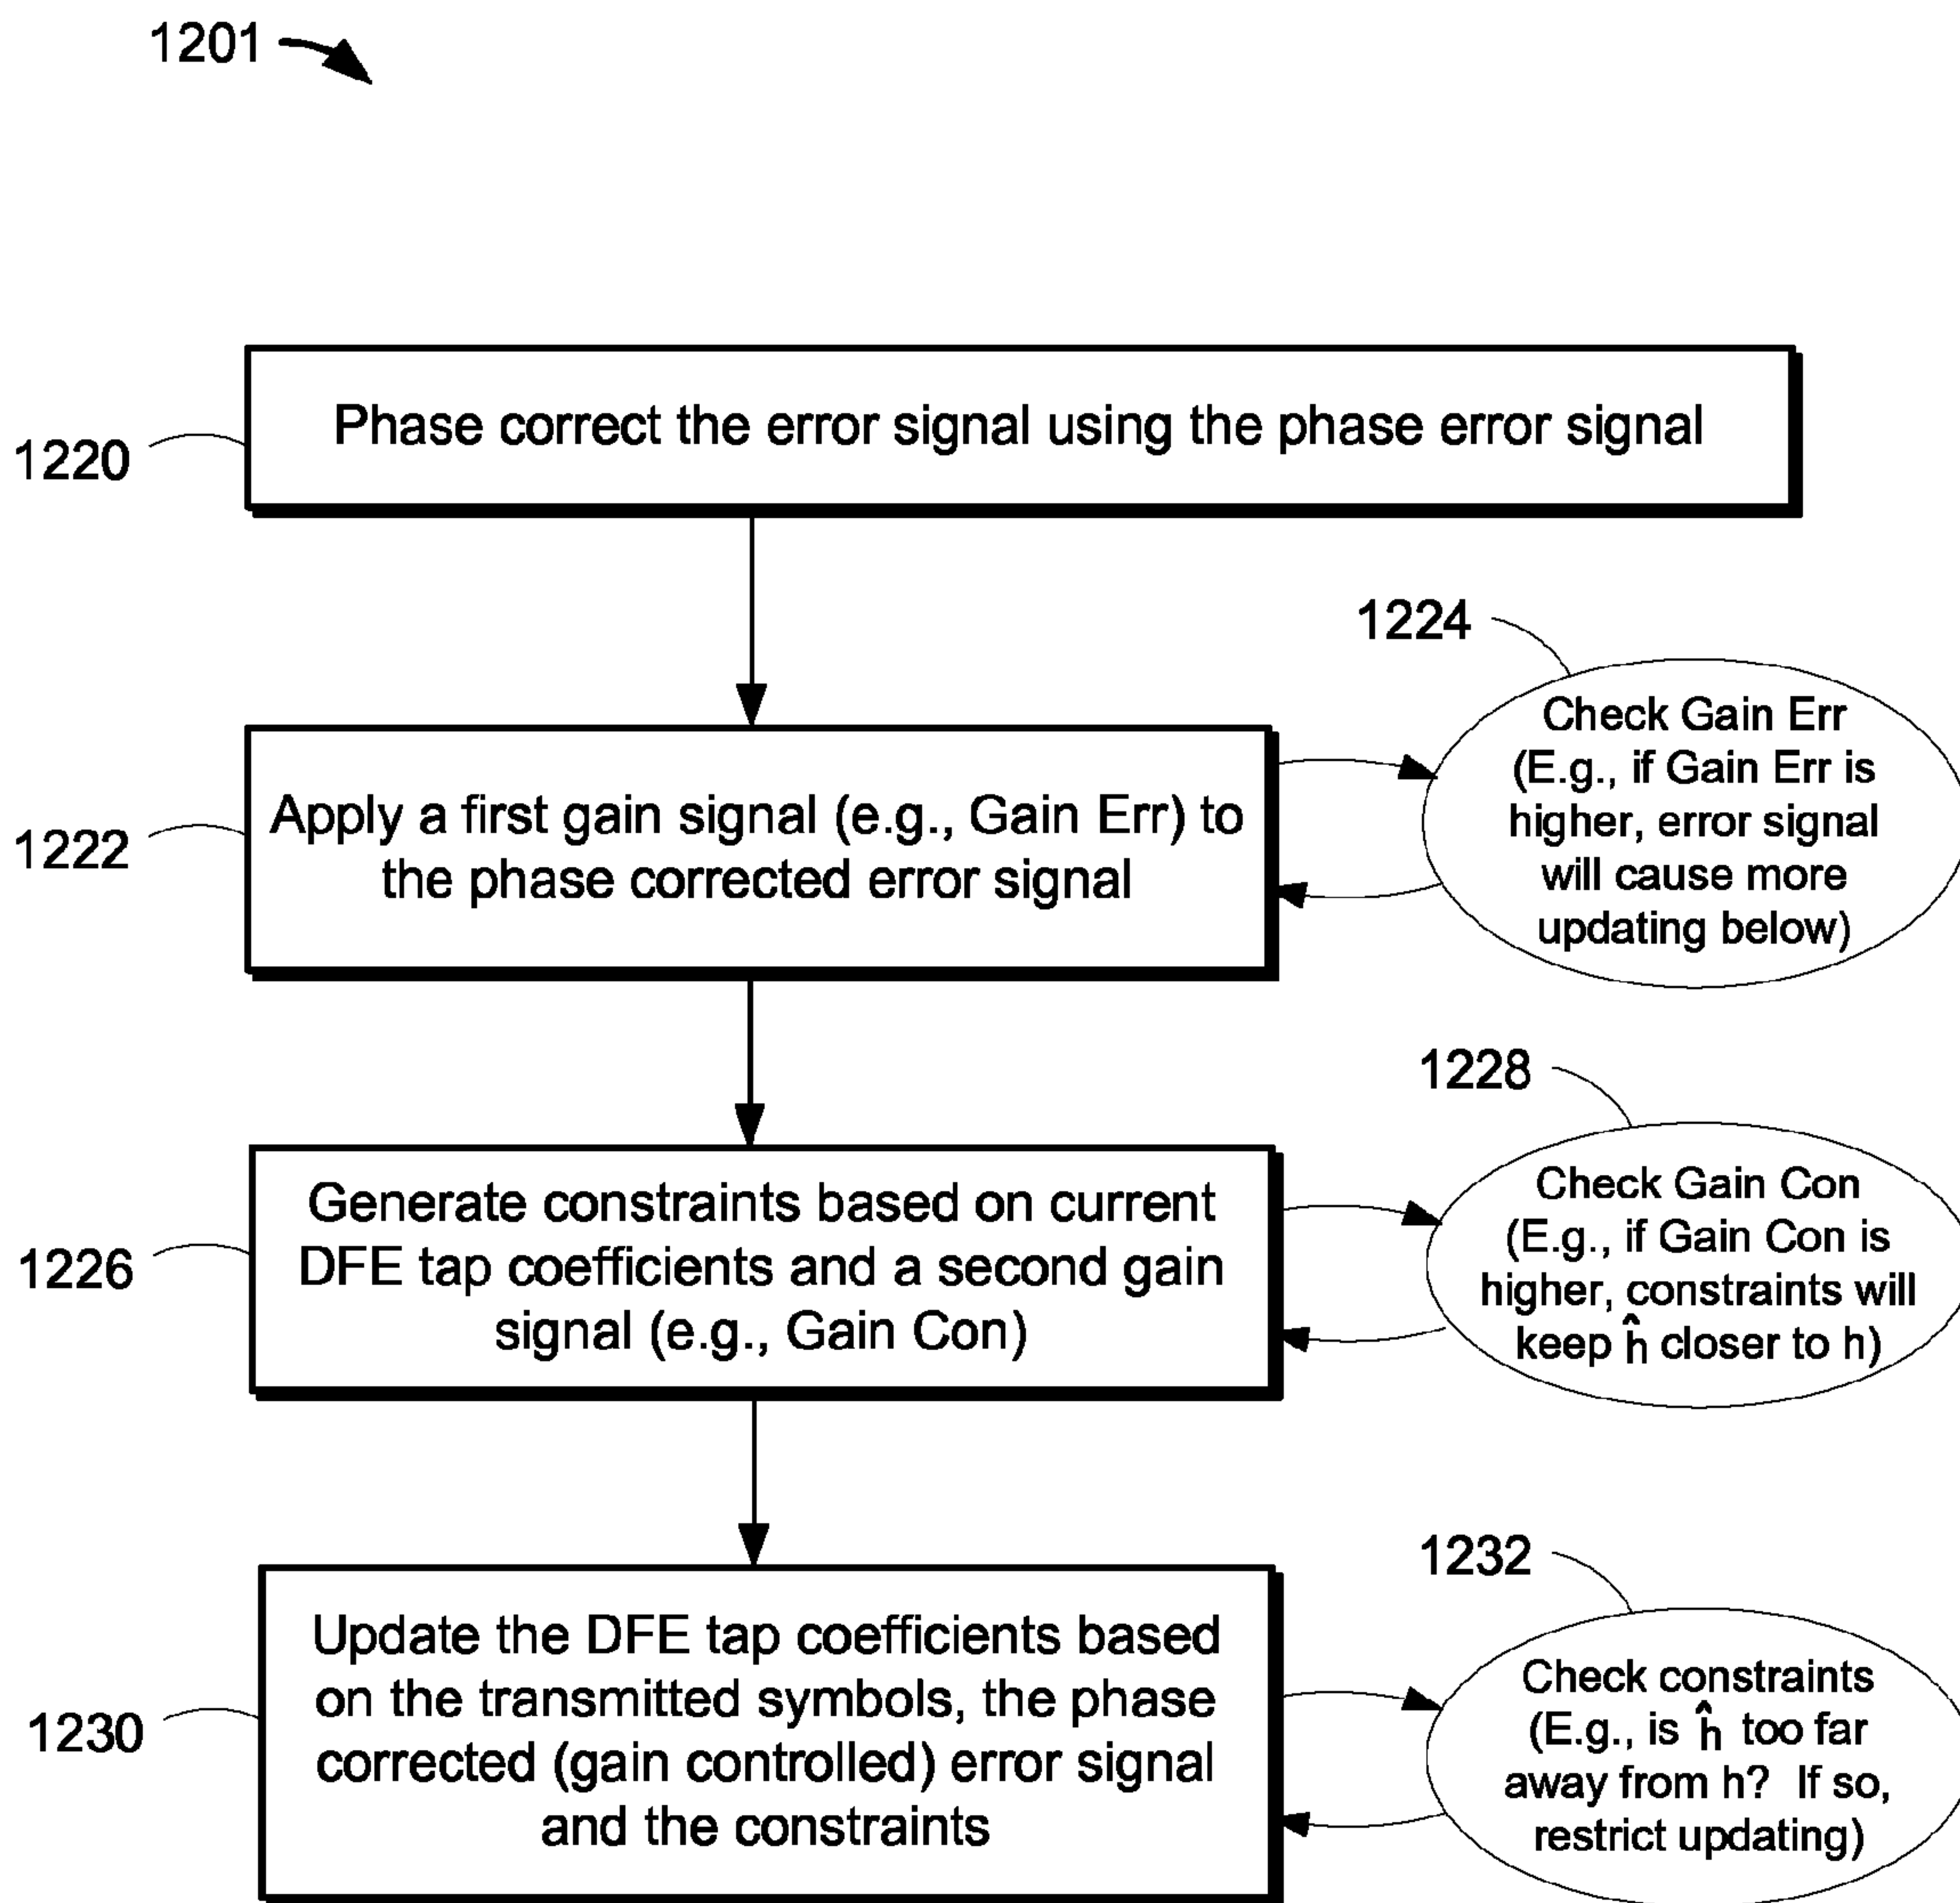 1201
Phase correct the error signal using the phase error signal
1220
1224
Check Gain Err
(E.g., if Gain Err is
higher, error signal
will cause more
updating below)
Apply a first gain signal (e.g., Gain Err) to
the phase corrected error signal
1222
1228
Check Gain Con
(E.g., if Gain Con is
higher, constraints will
keep ĥ closer to h)
Generate constraints based on current
DFE tap coefficients and a second gain
signal (e.g., Gain Con)
1226
1232
Check constraints
(E.g., is ĥ too far
away from h? If so,
restrict updating)
Update the DFE tap coefficients based
on the transmitted symbols, the phase
corrected (gain controlled) error signal
and the constraints
1230